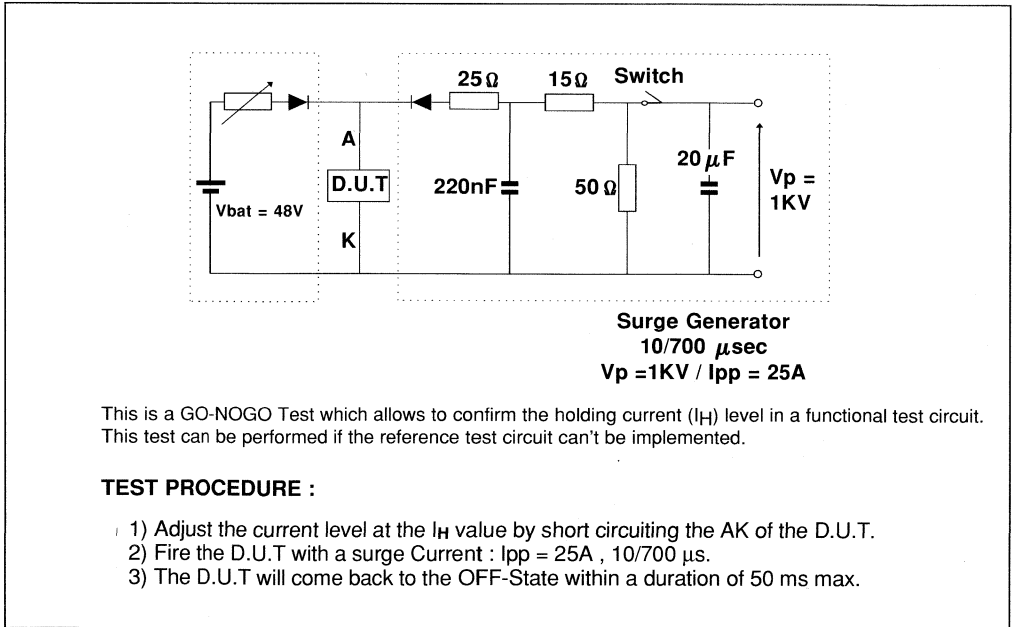 25 Ω
15 Ω
Switch
A
D.U.T
K
Vbat = 48V
220nF
50 Ω
20 μF
Vp =
1KV
Surge Generator
10/700 μsec
Vp =1KV / Ipp = 25A
This is a GO-NOGO Test which allows to confirm the holding current (IH) level in a functional test circuit.
This test can be performed if the reference test circuit can't be implemented.
TEST PROCEDURE :
1) Adjust the current level at the IH value by short circuiting the AK of the D.U.T.
2) Fire the D.U.T with a surge Current : Ipp = 25A , 10/700 μs.
3) The D.U.T will come back to the OFF-State within a duration of 50 ms max.